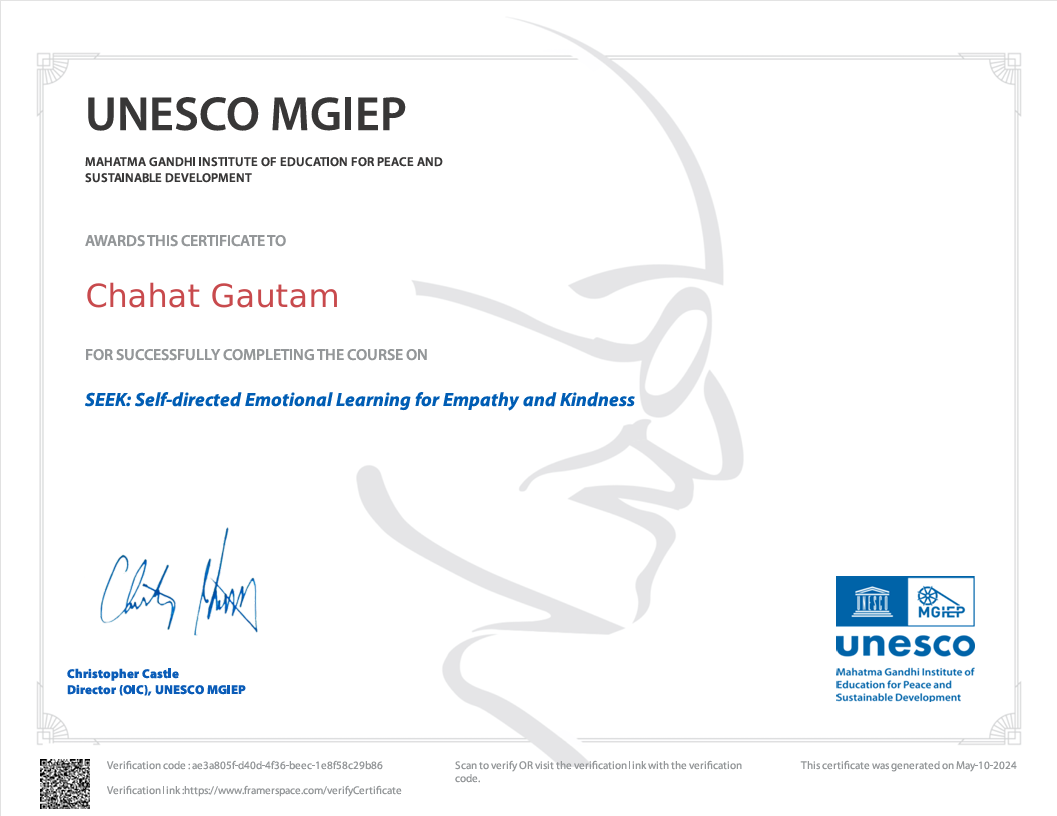 UNESCO MGIEP
MAHATMA GANDHI INSTITUTE OF EDUCATION FOR PEACE AND
SUSTAINABLE DEVELOPMENT
AWARDS THIS CERTIFICATE TO
Chahat Gautam
FOR SUCCESSFULLY COMPLETING THE COURSE ON
SEEK: Self-directed Emotional Learning for Empathy and Kindness
Christopher Castle
Director (OIC), UNESCO MGIEP
UNESCO
MGIEP
unesco
Mahatma Gandhi Institute of
Education for Peace and
Sustainable Development
Verification code : ae3a805f-d40d-4f36-beec-1e8f58c29b86
Verification link :https://www.framerspace.com/verifyCertificate
Scan to verify OR visit the verification link with the verification
code.
This certificate was generated on May-10-2024